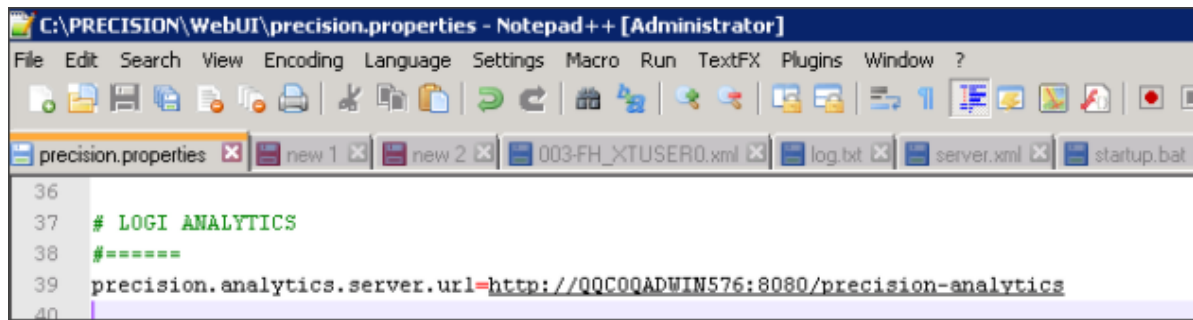 C:\PRECISION\WebUI\precision.properties - Notepad++ [Administrator]
File Edit Search View Encoding Language Settings Macro Run TextFX Plugins Window ?
precision.properties new 1 new 2 003-FH_XTUSER0.xml log.txt server.xml startup.bat
36
37 # LOGI ANALYTICS
38 #======
39 precision.analytics.server.url=http://QQCOQADWIN576:8080/precision-analytics
40